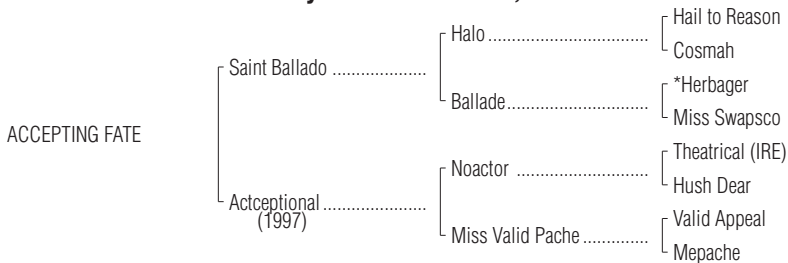 Hail to Reason
Halo
Cosmah
Saint Ballado
*Herbager
Ballade
Miss Swapsco
ACCEPTING FATE
Theatrical (IRE)
Noactor
Hush Dear
Actceptional
(1997)
Valid Appeal
Miss Valid Pache
Mepache